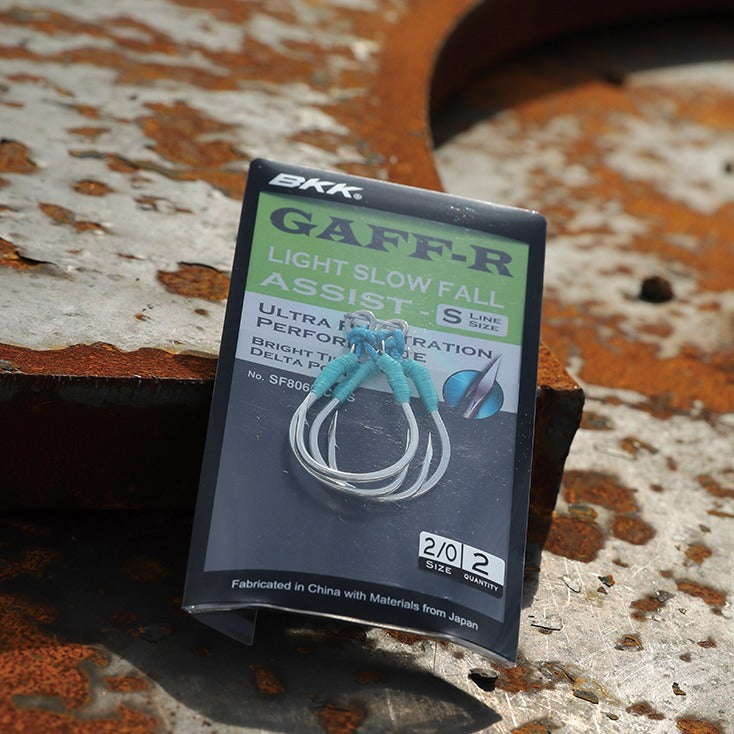 BKK®
GAFF-R
LIGHT SLOW FALL
ASSIST - S LINE SIZE
ULTRA
PERFOR
BRIGHT
DELTA
No.
2/0 2
SIZE QUANTITY
Fabricated in China with Materials from Japan